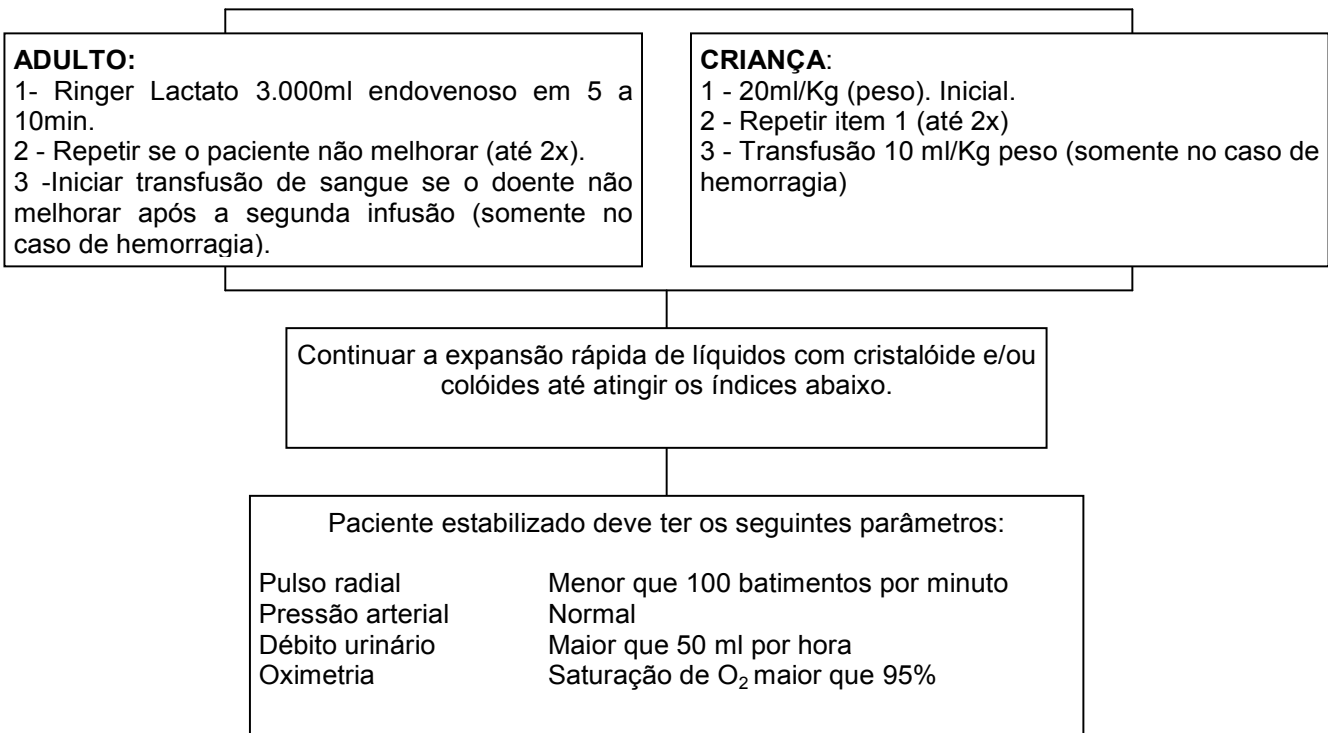 ADULTO:
1- Ringer Lactato 3.000ml endovenoso em 5 a
10min.
2 - Repetir se o paciente não melhorar (até 2x).
3 -Iniciar transfusão de sangue se o doente não
melhorar após a segunda infusão (somente no
caso de hemorragia).
CRIANÇA:
1 - 20ml/Kg (peso). Inicial.
2 - Repetir item 1 (até 2x)
3 - Transfusão 10 ml/Kg peso (somente no caso de
hemorragia)
Continuar a expansão rápida de líquidos com cristalóide e/ou
colóides até atingir os índices abaixo.
Paciente estabilizado deve ter os seguintes parâmetros:
Pulso radial Menor que 100 batimentos por minuto
Pressão arterial Normal
Débito urinário Maior que 50 ml por hora
Oximetria Saturação de O₂ maior que 95%